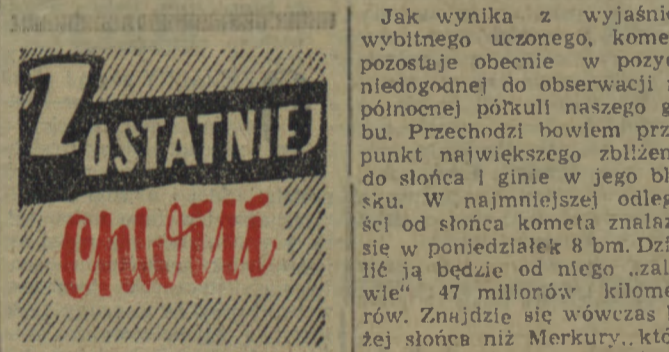 Z OSTATNIEJ
chwili
Jak wynika z wyjaśnie
wybitnego uczonego, kome
pozostaje obecnie w pozyc
niedogodnej do obserwacji z
północnej półkuli naszego g
bu. Przechodzi bowiem prz
punkt największego zbliżen
do słońca i ginie w jego bl
sku. W najmniejszej odleg
ści od słońca kometa znalaz
się w poniedziałek 8 bm. Dzi
lić ją będzie od niego „zal
wie" 47 milionów kilome
rów. Znajdzie się wówczas b
żej słońca niż Merkury, któ